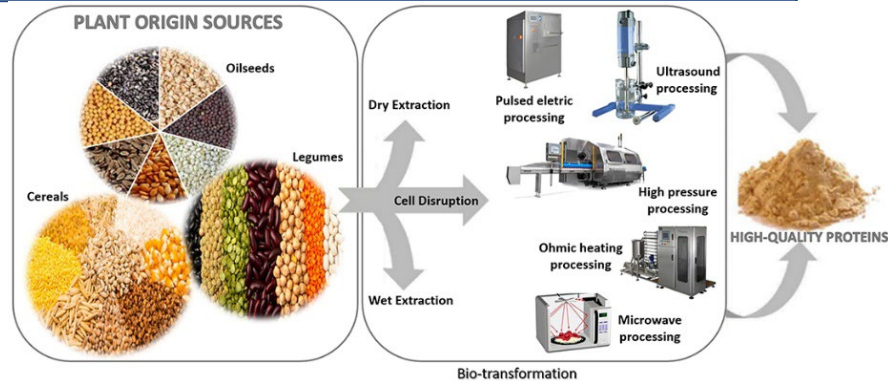 PLANT ORIGIN SOURCES
Oilseeds
Legumes
Cereals
Dry Extraction
Cell Disruption
Wet Extraction
Pulsed eletric
processing
Ultrasound
processing
High pressure
processing
Ohmic heating
processing
Microwave
processing
HIGH-QUALITY PROTEINS
Bio-transformation